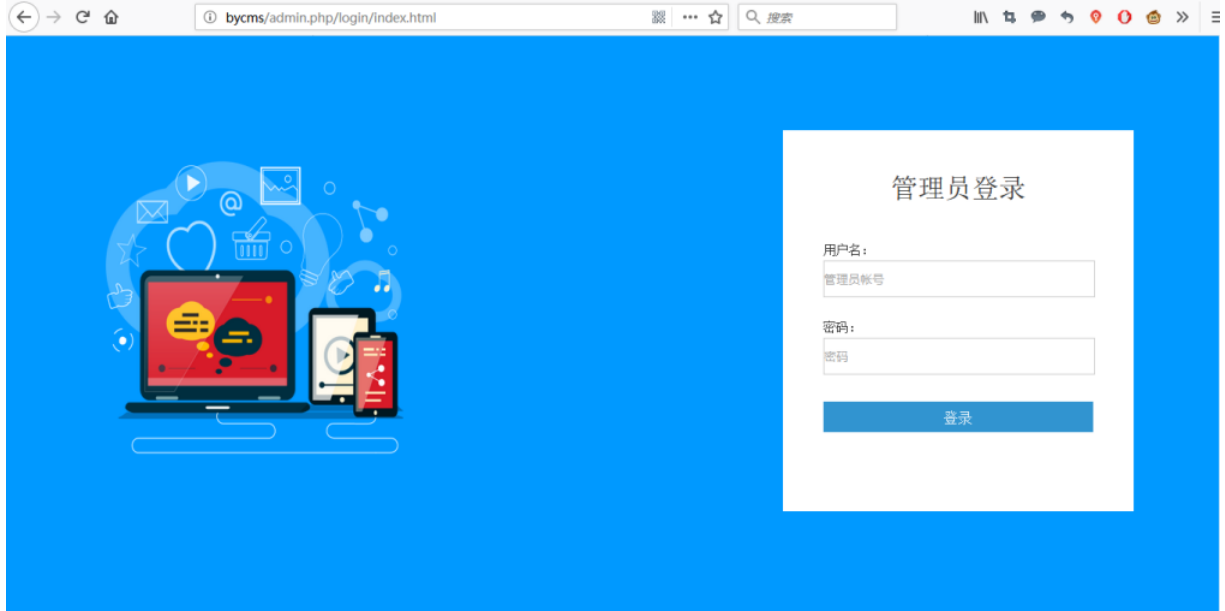 bycms/admin.php/login/index.html
搜索
管理员登录
用户名：
管理员帐号
密码：
密码
登录